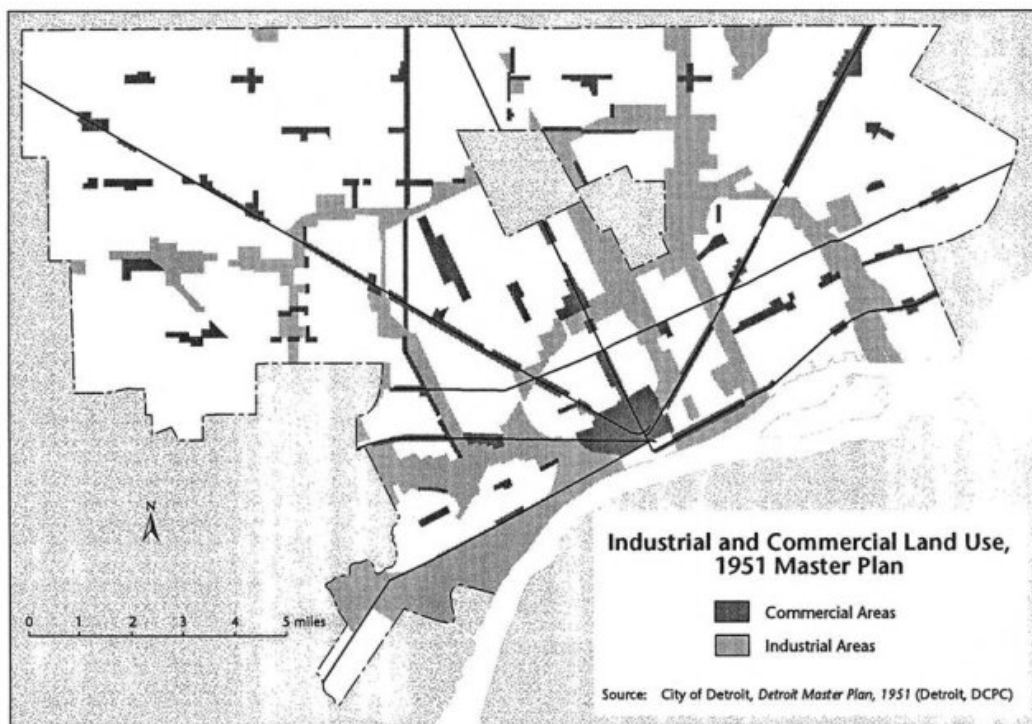 N
0 1 2 3 4 5 miles
Industrial and Commercial Land Use,
1951 Master Plan
Commercial Areas
Industrial Areas
Source: City of Detroit, Detroit Master Plan, 1951 (Detroit, DCPC)